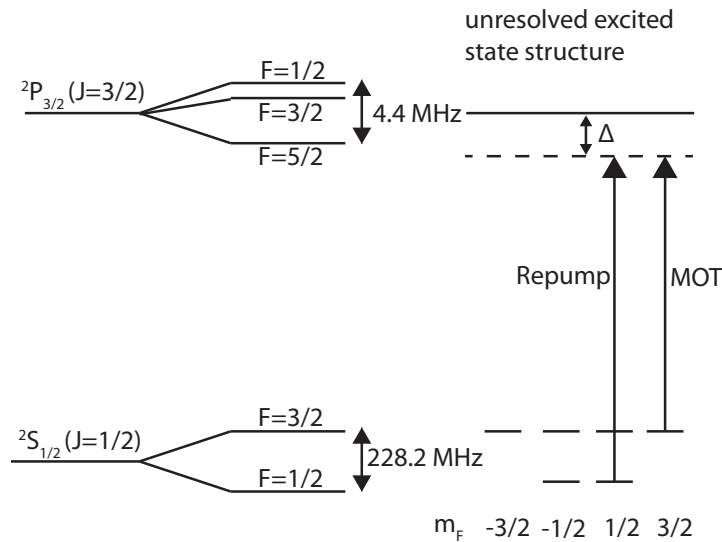 unresolved excited
state structure
²P₃/₂ (J=3/2)
F=1/2
F=3/2
F=5/2
4.4 MHz
Δ
Repump
MOT
²S₁/₂ (J=1/2)
F=3/2
F=1/2
228.2 MHz
m_F -3/2 -1/2 1/2 3/2